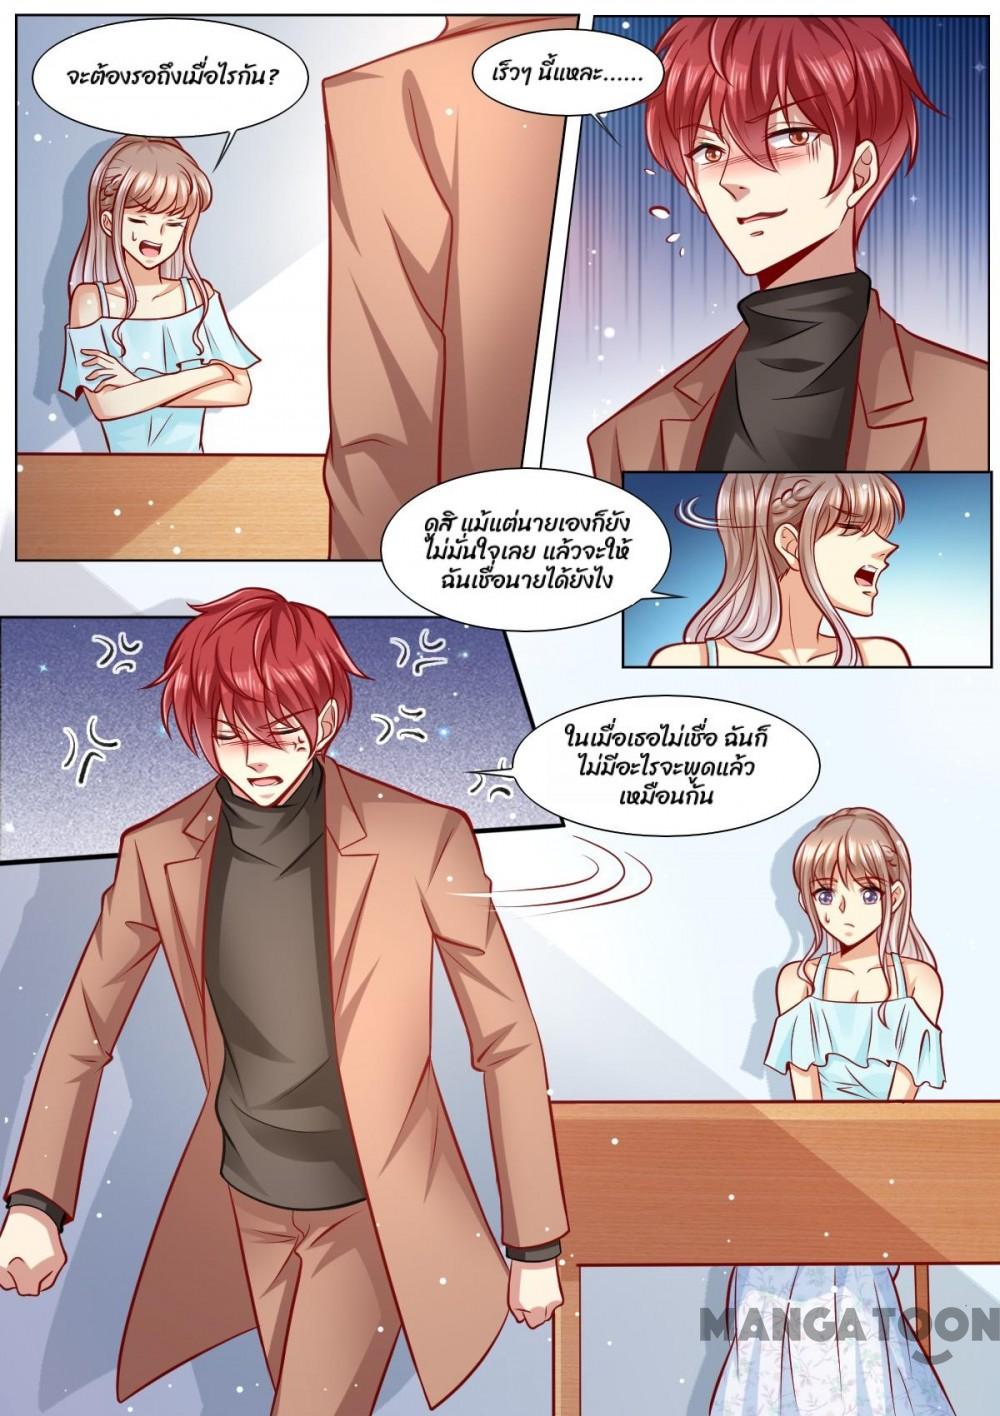 จะต้องรอถึงเมื่อไรกัน?
เร็วๆ นี้แหละ......
ดูสิ แม้แต่นายเองก็ยัง
ไม่มั่นใจเลย แล้วจะให้
ฉันเชื่อนายได้ยังไง
ในเมื่อเธอไม่เชื่อ ฉันก็
ไม่มีอะไรจะพูดแล้ว
เหมือนกัน
MANGATOON